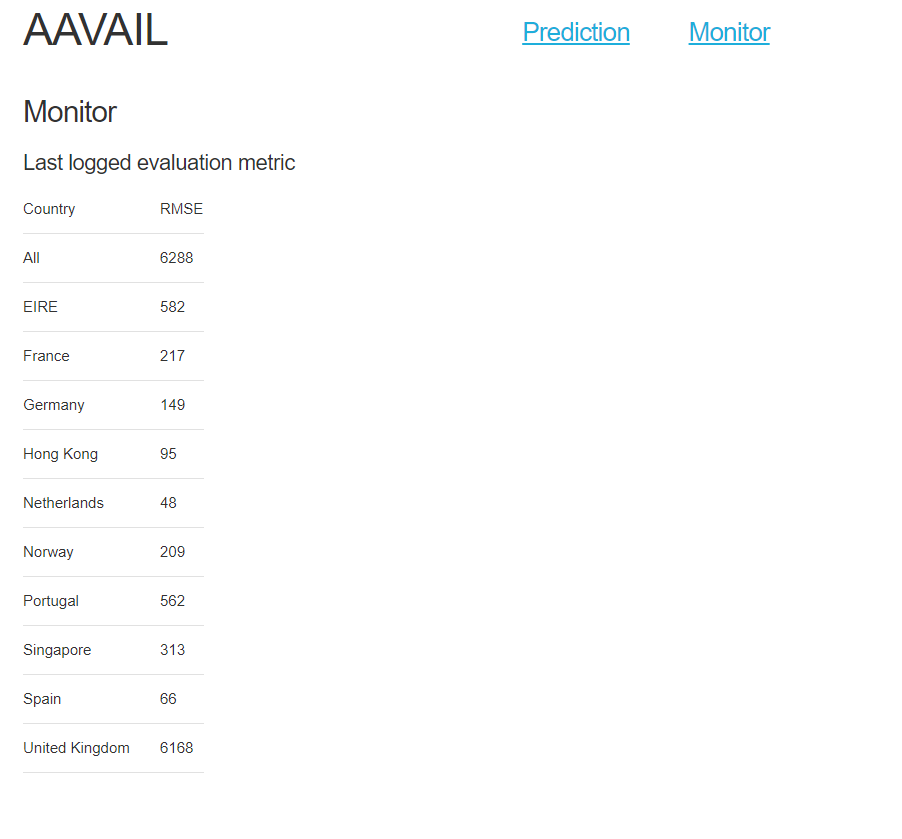 AAVAIL Prediction Monitor
Monitor
Last logged evaluation metric
Country RMSE
All 6288
EIRE 582
France 217
Germany 149
Hong Kong 95
Netherlands 48
Norway 209
Portugal 562
Singapore 313
Spain 66
United Kingdom 6168